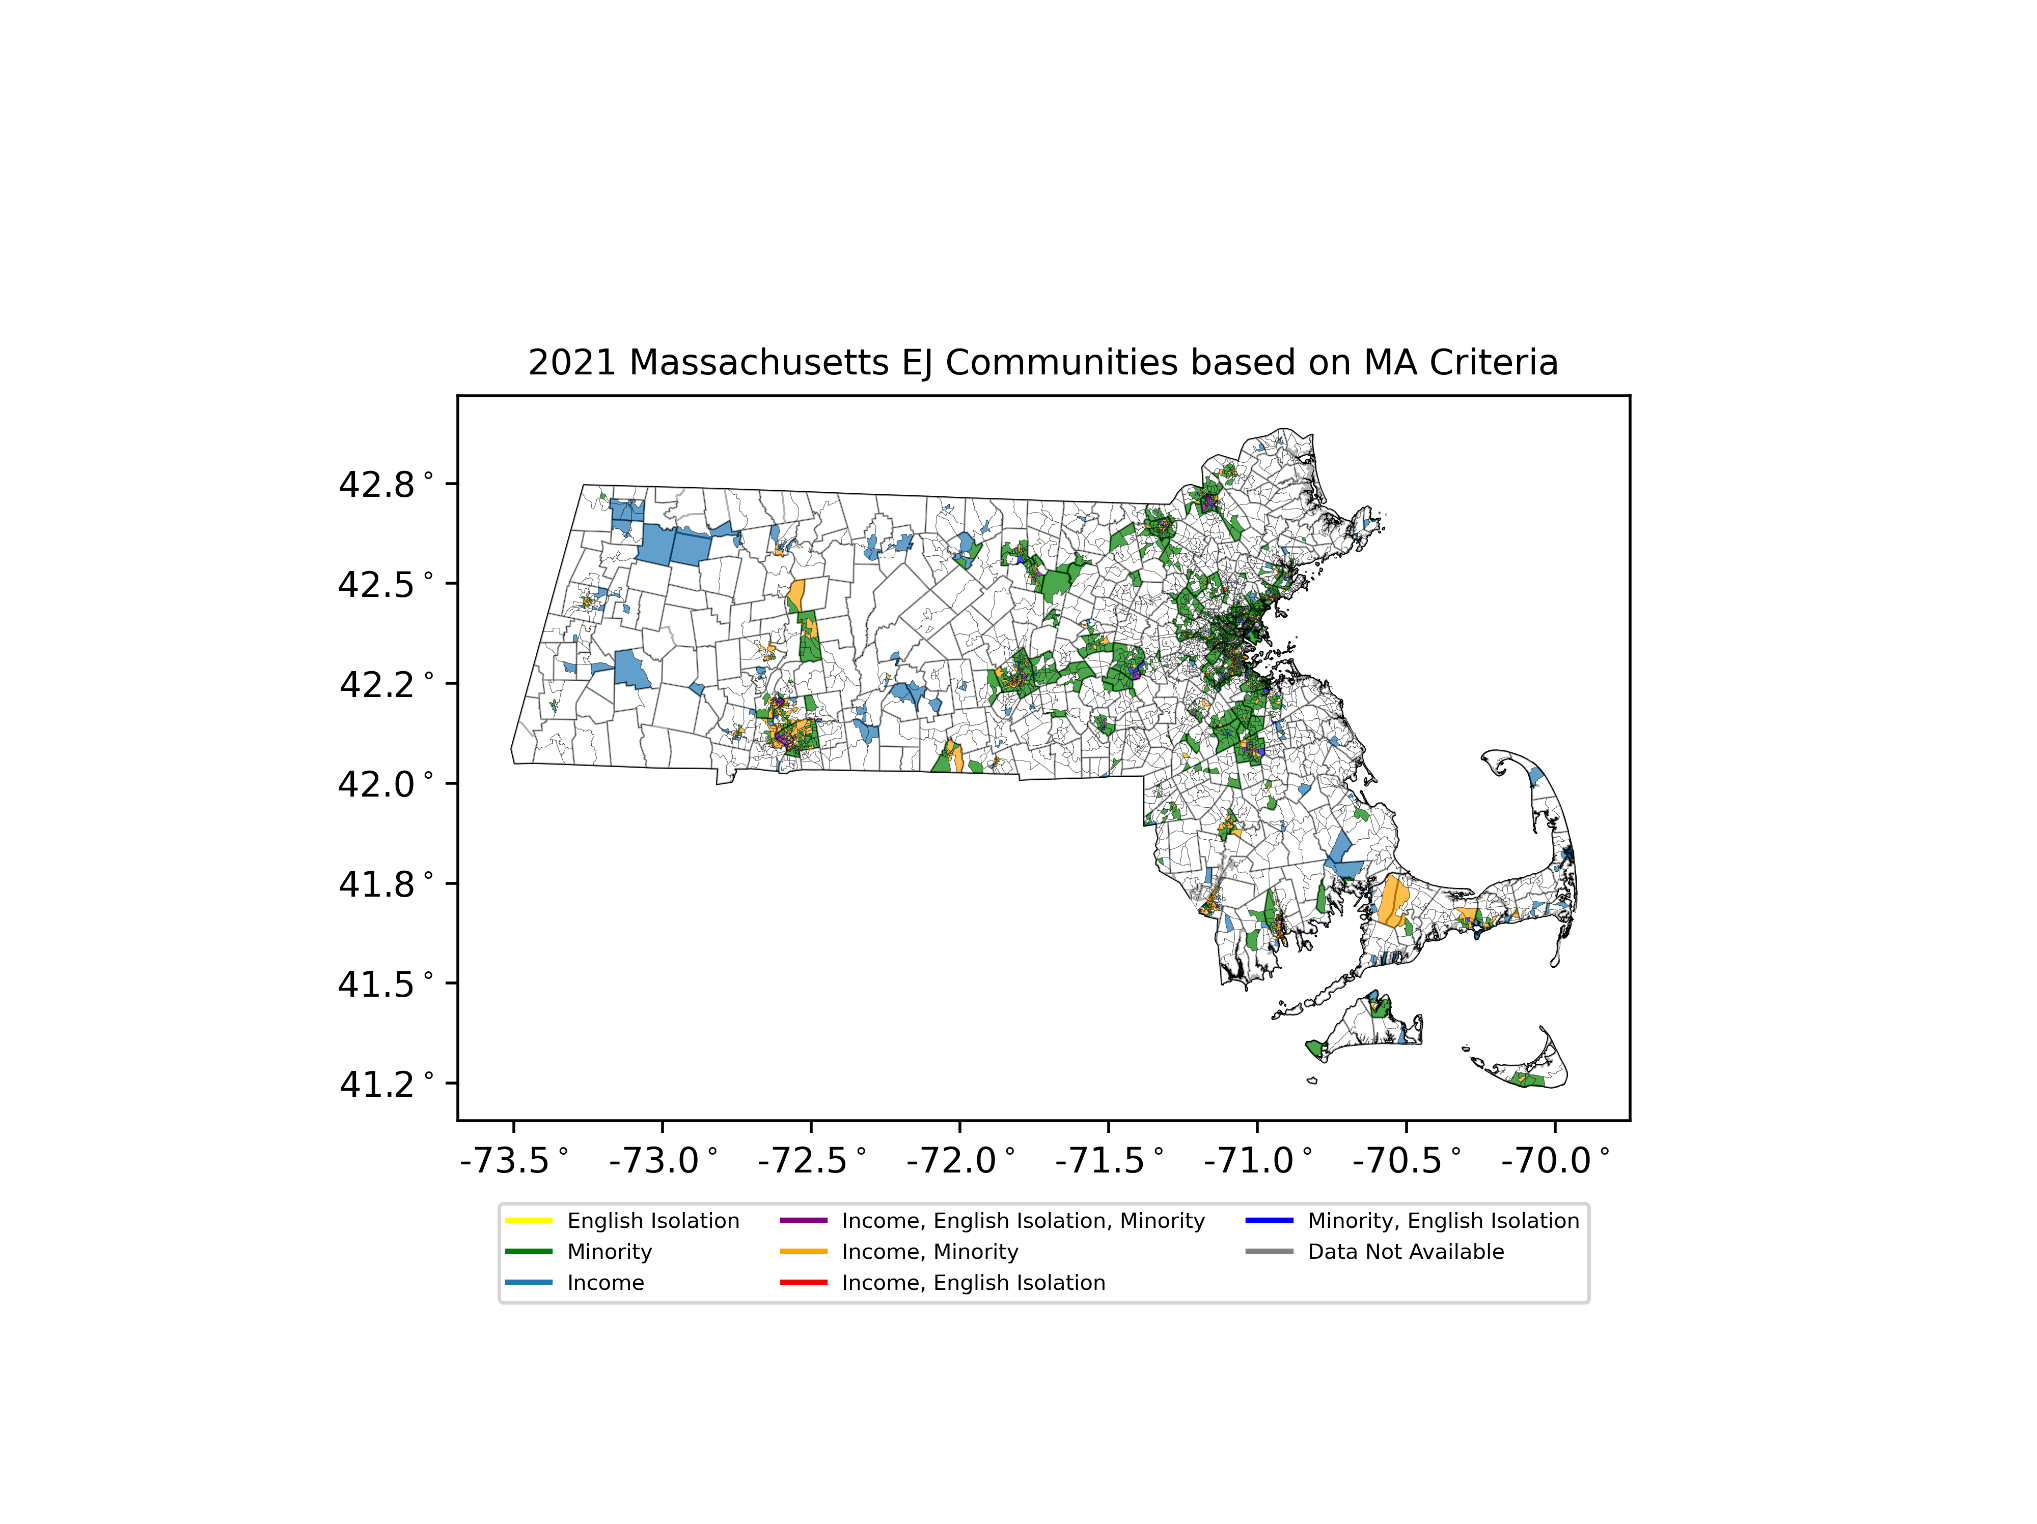 2021 Massachusetts EJ Communities based on MA Criteria
42.8°
42.5°
42.2°
42.0°
41.8°
41.5°
41.2°
-73.5° -73.0° -72.5° -72.0° -71.5° -71.0° -70.5° -70.0°
English Isolation
Minority
Income
Income, English Isolation, Minority
Income, Minority
Income, English Isolation
Minority, English Isolation
Data Not Available